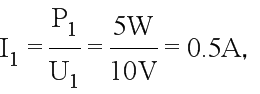 I₁ = P₁/U₁ = 5W/10V = 0.5A,